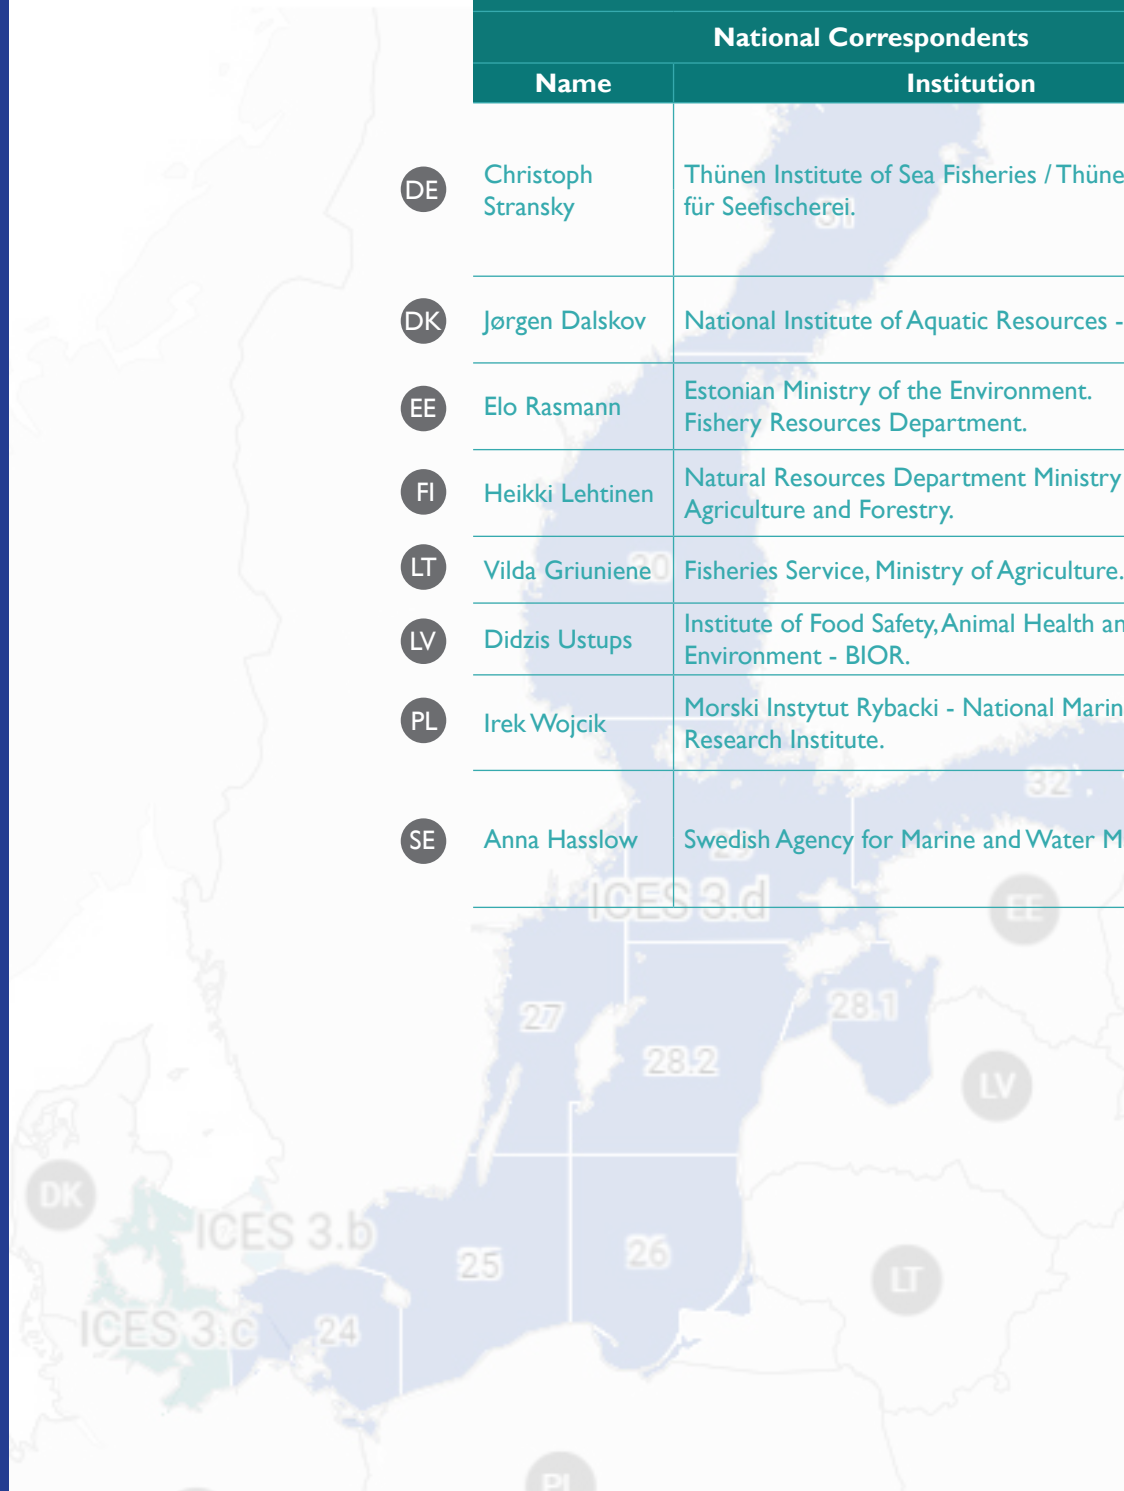 National Correspondents
Name Institution
DE Christoph Stransky Thünen Institute of Sea Fisheries / Thüne
für Seefischerei.
DK Jørgen Dalskov National Institute of Aquatic Resources -
EE Elo Rasmann Estonian Ministry of the Environment.
Fishery Resources Department.
FI Heikki Lehtinen Natural Resources Department Ministry
Agriculture and Forestry.
LT Vilda Griuniene Fisheries Service, Ministry of Agriculture.
LV Didzis Ustups Institute of Food Safety, Animal Health an
Environment - BIOR.
PL Irek Wojcik Morski Instytut Rybacki - National Marin
Research Institute.
SE Anna Hasslow Swedish Agency for Marine and Water M
31
30
32
29
ICES 3.d
EE
27
28.1
28.2
LV
DK
ICES 3.b
25
26
LT
ICES 3.c
24
PL